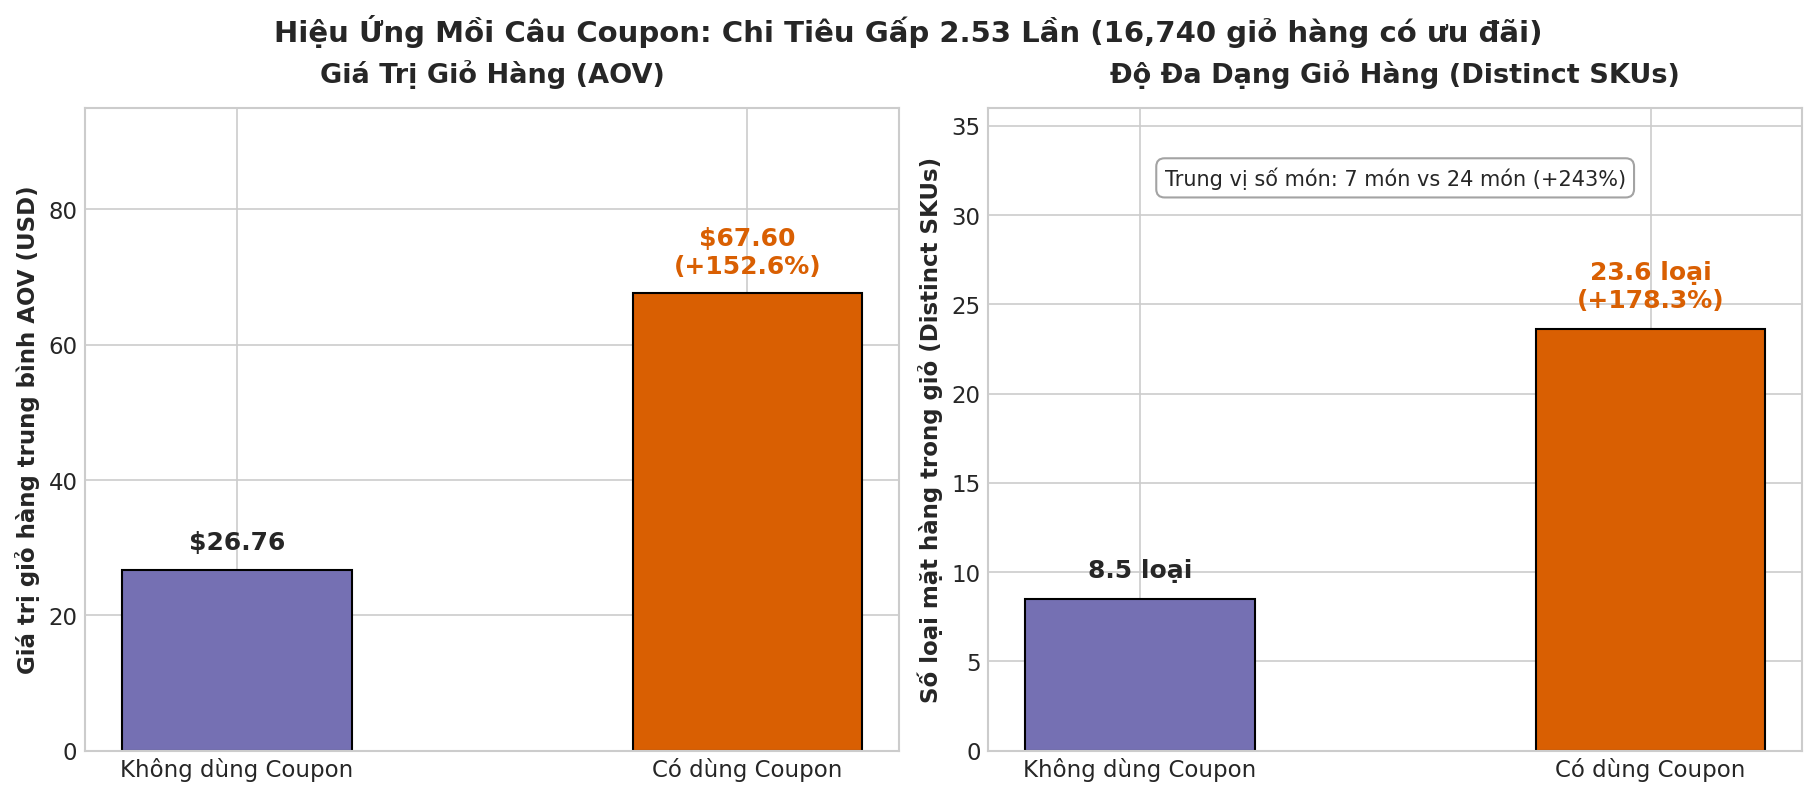 Hiệu Ứng Mồi Câu Coupon: Chi Tiêu Gấp 2.53 Lần (16,740 giỏ hàng có ưu đãi)
Giá Trị Giỏ Hàng (AOV)
Giá trị giỏ hàng trung bình AOV (USD)
80
60
40
20
0
$26.76
$67.60
(+152.6%)
Không dùng Coupon
Có dùng Coupon
Độ Đa Dạng Giỏ Hàng (Distinct SKUs)
Số loại mặt hàng trong giỏ (Distinct SKUs)
35
30
25
20
15
10
5
0
Trung vị số món: 7 món vs 24 món (+243%)
8.5 loại
23.6 loại
(+178.3%)
Không dùng Coupon
Có dùng Coupon